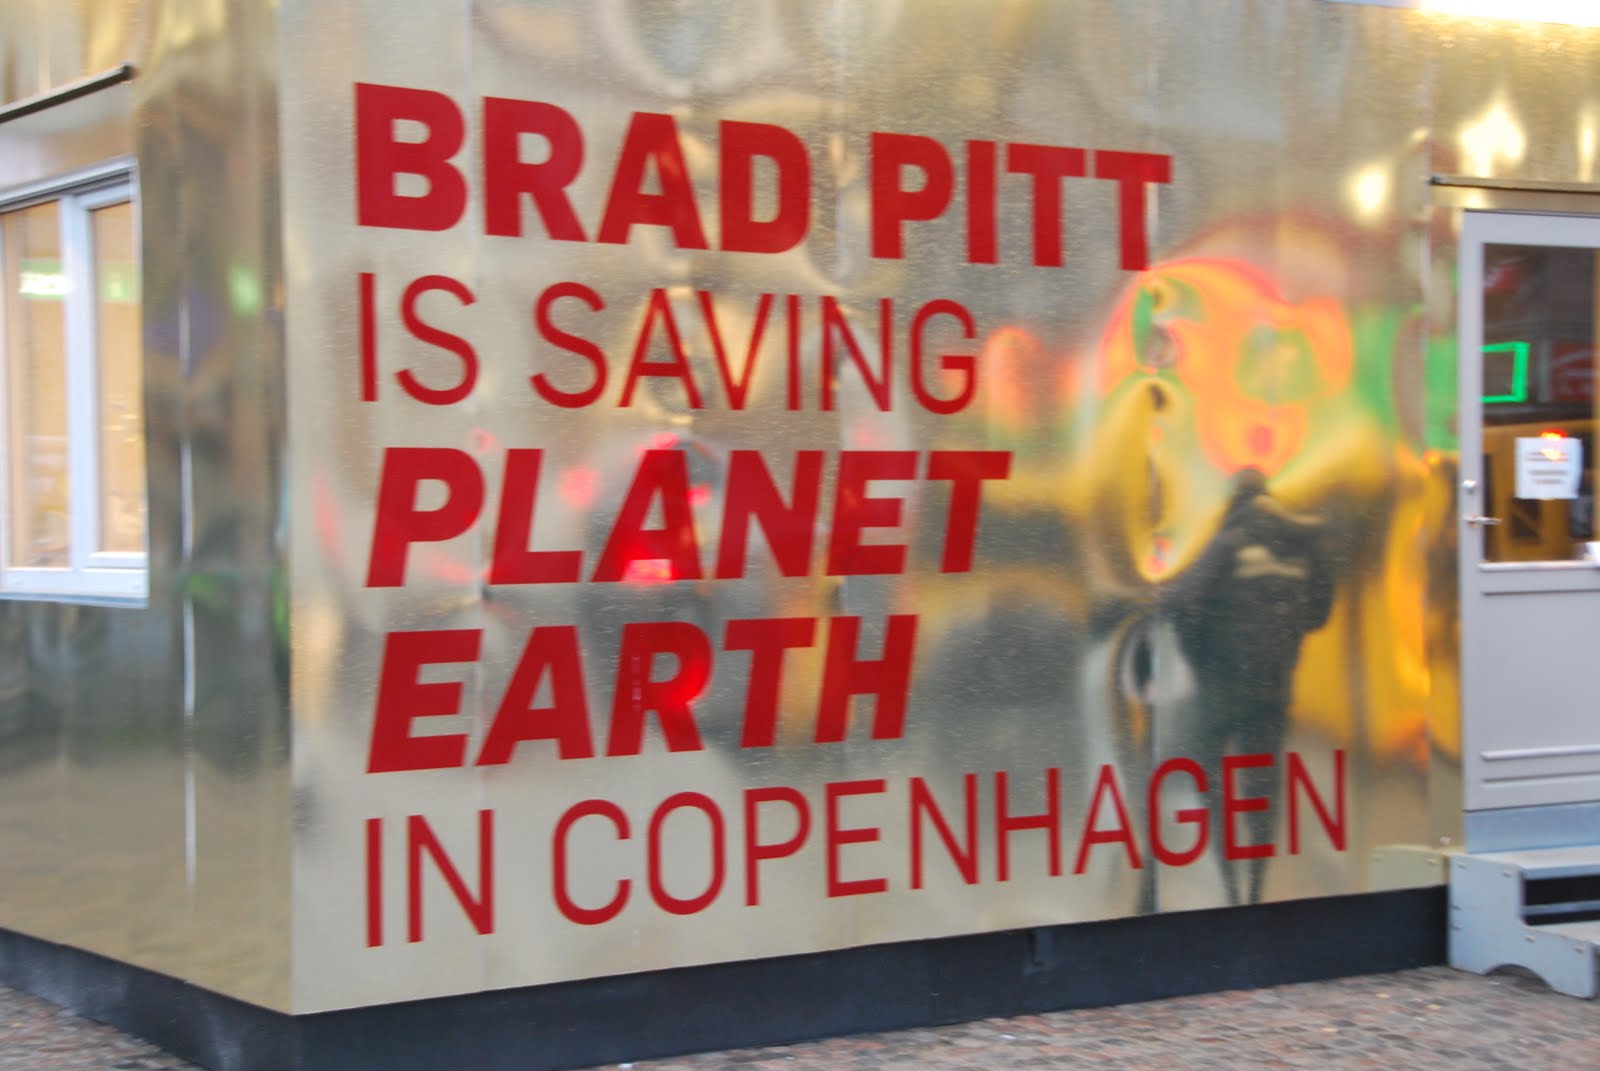 BRAD PITT
IS SAVING
PLANET
EARTH
IN COPENHAGEN